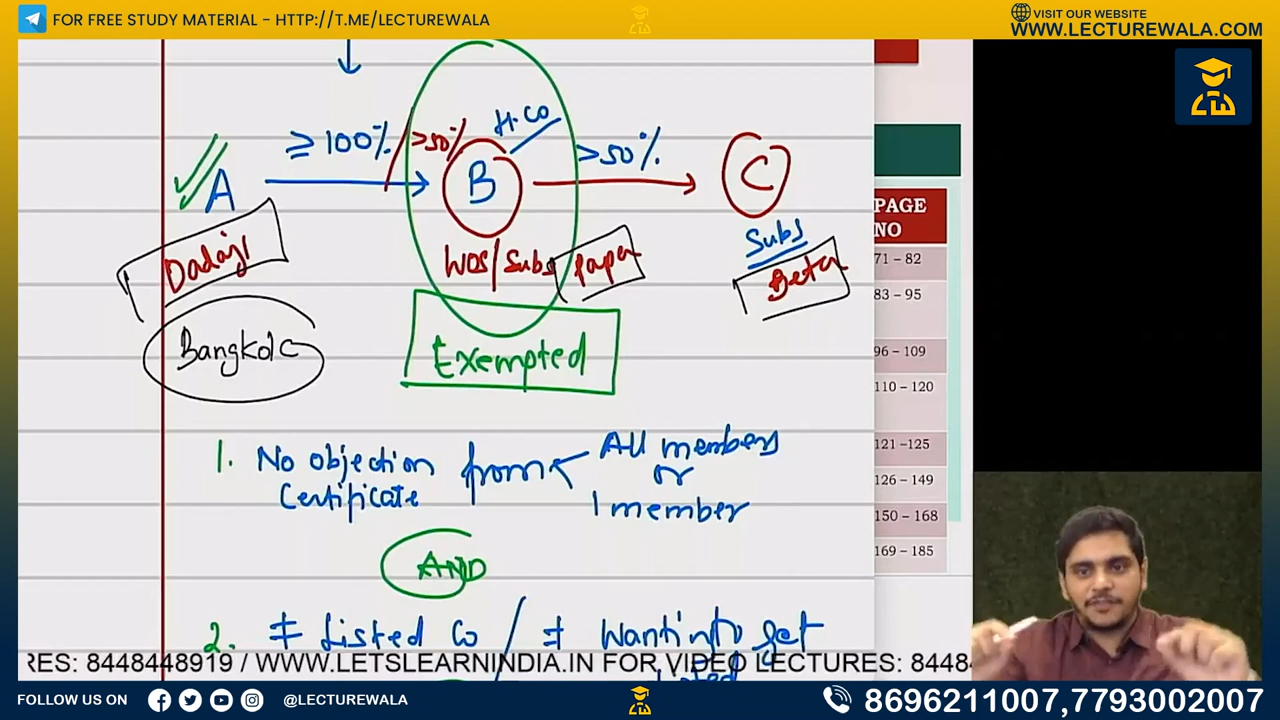 FOR FREE STUDY MATERIAL - HTTP://T.ME/LECTUREWALA
VISIT OUR WEBSITE
WWW.LECTUREWALA.COM
≥ 100% / >50%
H.Co
>50%
A
B
C
WOS/Subs
Papa
Subs
Beta
Dadaji
Bangkok
Exempted
1. No objection Certificate from
All members
or
1 member
AND
2. ≠ Listed Co / ≠ Wanting to get
PAGE NO
71 – 82
83 – 95
96 – 109
110 – 120
121 –125
126 – 149
150 – 168
169 – 185
RES: 8448448919 / WWW.LETSLEARNINDIA.IN FOR VIDEO LECTURES: 8448
FOLLOW US ON
@LECTUREWALA
8696211007,7793002007